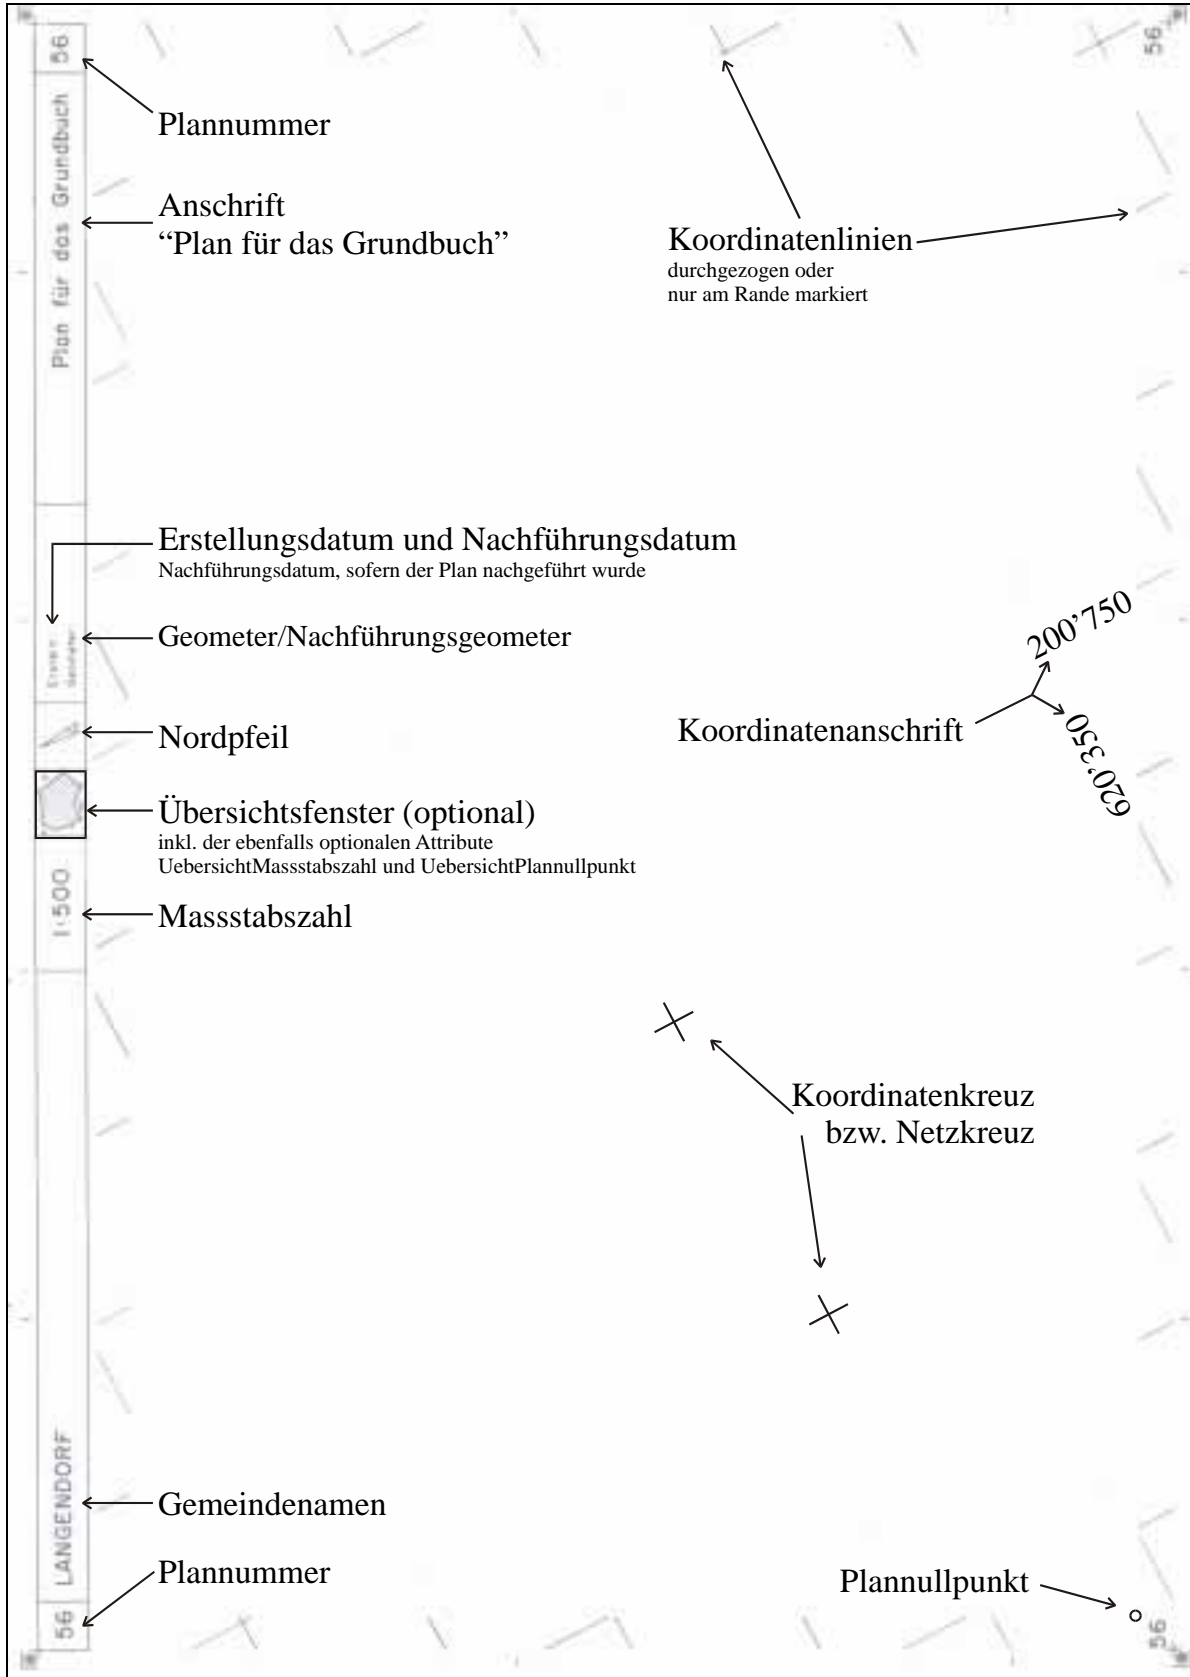 56
56
Plannummer
Plan für das Grundbuch
Anschrift
“Plan für das Grundbuch”
Koordinatenlinien
durchgezogen oder
nur am Rande markiert
Erstellungsdatum und Nachführungsdatum
Nachführungsdatum, sofern der Plan nachgeführt wurde
Geometer/Nachführungsgeometer
200’750
Koordinatenanschrift
620’350
Nordpfeil
Übersichtsfenster (optional)
inkl. der ebenfalls optionalen Attribute
UebersichtMassstabszahl und UebersichtPlannullpunkt
1:500
Massstabszahl
Koordinatenkreuz
bzw. Netzkreuz
LANGENDORF
Gemeindenamen
Plannummer
Plannullpunkt
56
56